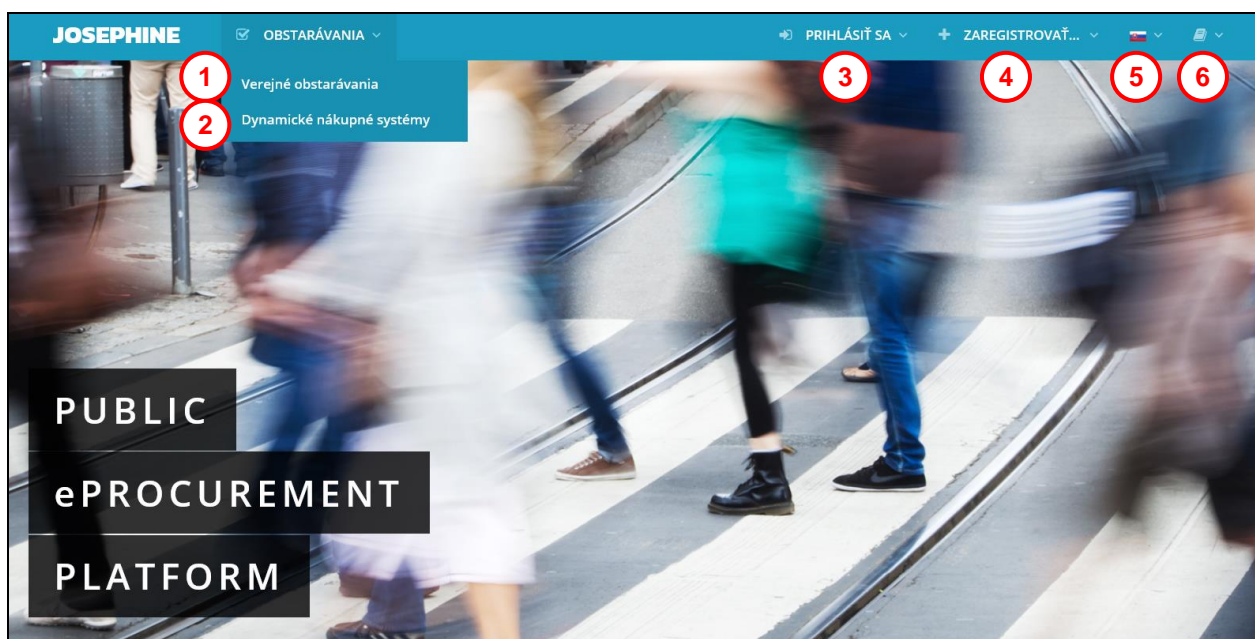 JOSEPHINE OBSTARÁVANIA PRIHLÁSIŤ SA ZAREGISTROVAŤ...
1 Verejné obstarávania 3 4 5 6
2 Dynamické nákupné systémy
PUBLIC
ePROCUREMENT
PLATFORM